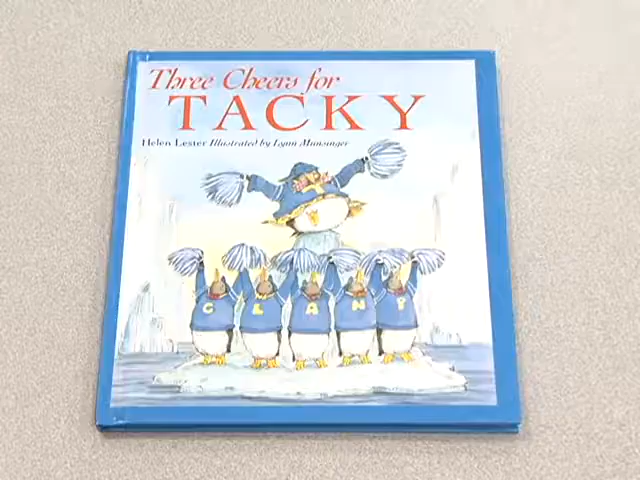 Three Cheers for
TACKY
Helen Lester Illustrated by Lynn Munsinger
C L A N P